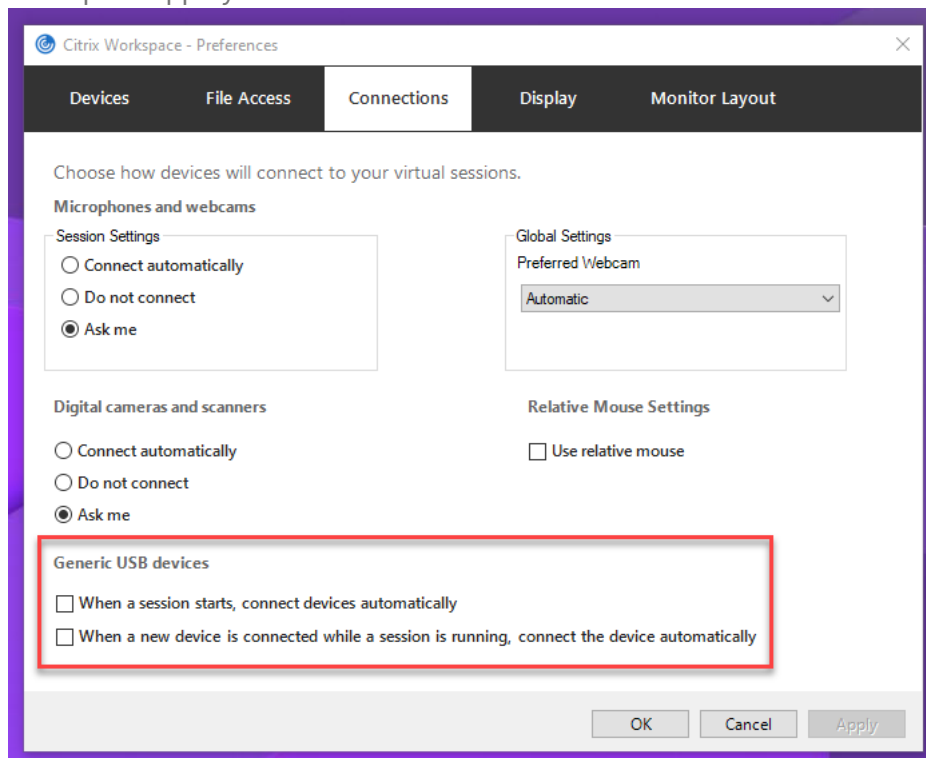 Citrix Workspace - Preferences
Devices File Access Connections Display Monitor Layout
Choose how devices will connect to your virtual sessions.
Microphones and webcams
Session Settings
Connect automatically
Do not connect
Ask me
Global Settings
Preferred Webcam
Automatic
Digital cameras and scanners
Connect automatically
Do not connect
Ask me
Relative Mouse Settings
Use relative mouse
Generic USB devices
When a session starts, connect devices automatically
When a new device is connected while a session is running, connect the device automatically
OK Cancel Apply